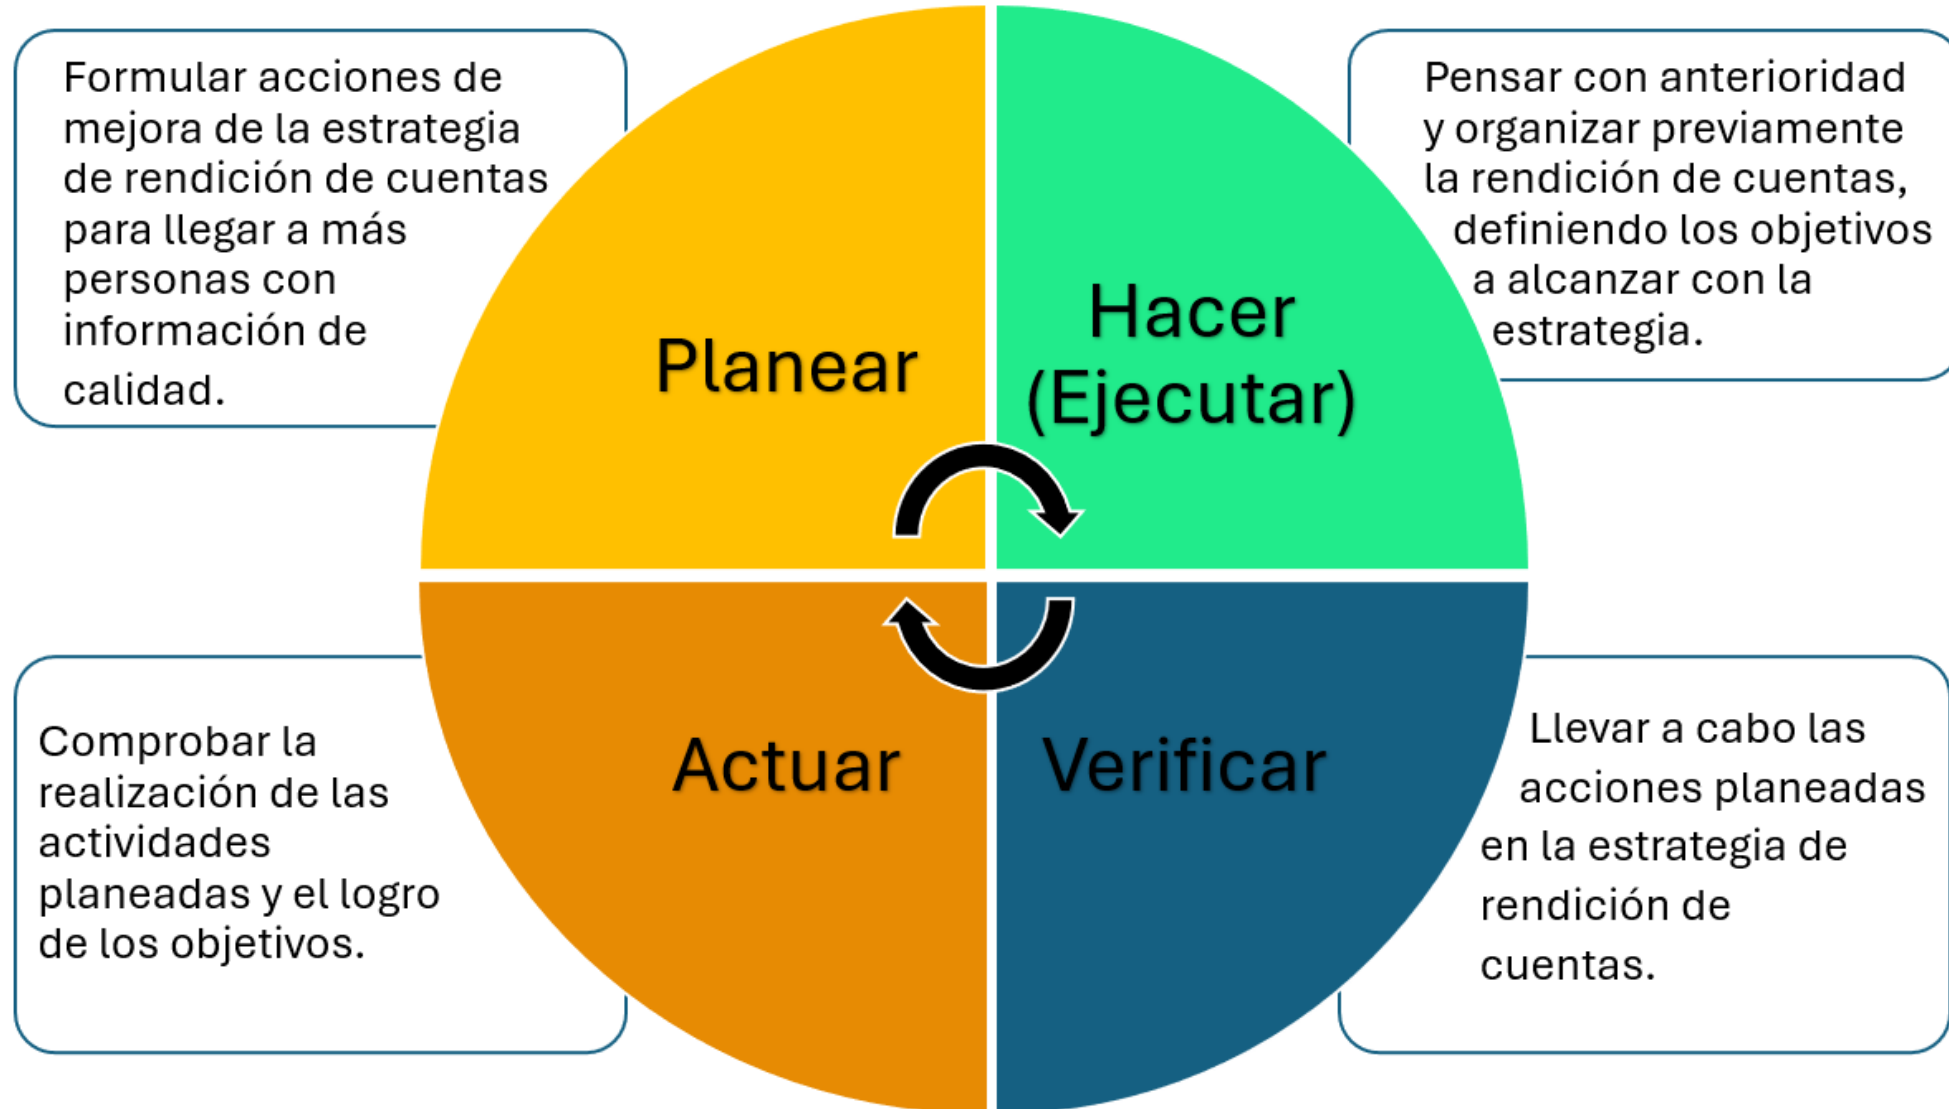 Formular acciones de
mejora de la estrategia
de rendición de cuentas
para llegar a más
personas con
información de
calidad.
Planear
Hacer
(Ejecutar)
Pensar con anterioridad
y organizar previamente
la rendición de cuentas,
definiendo los objetivos
a alcanzar con la
estrategia.
Comprobar la
realización de las
actividades
planeadas y el logro
de los objetivos.
Actuar
Verificar
Llevar a cabo las
acciones planeadas
en la estrategia de
rendición de
cuentas.